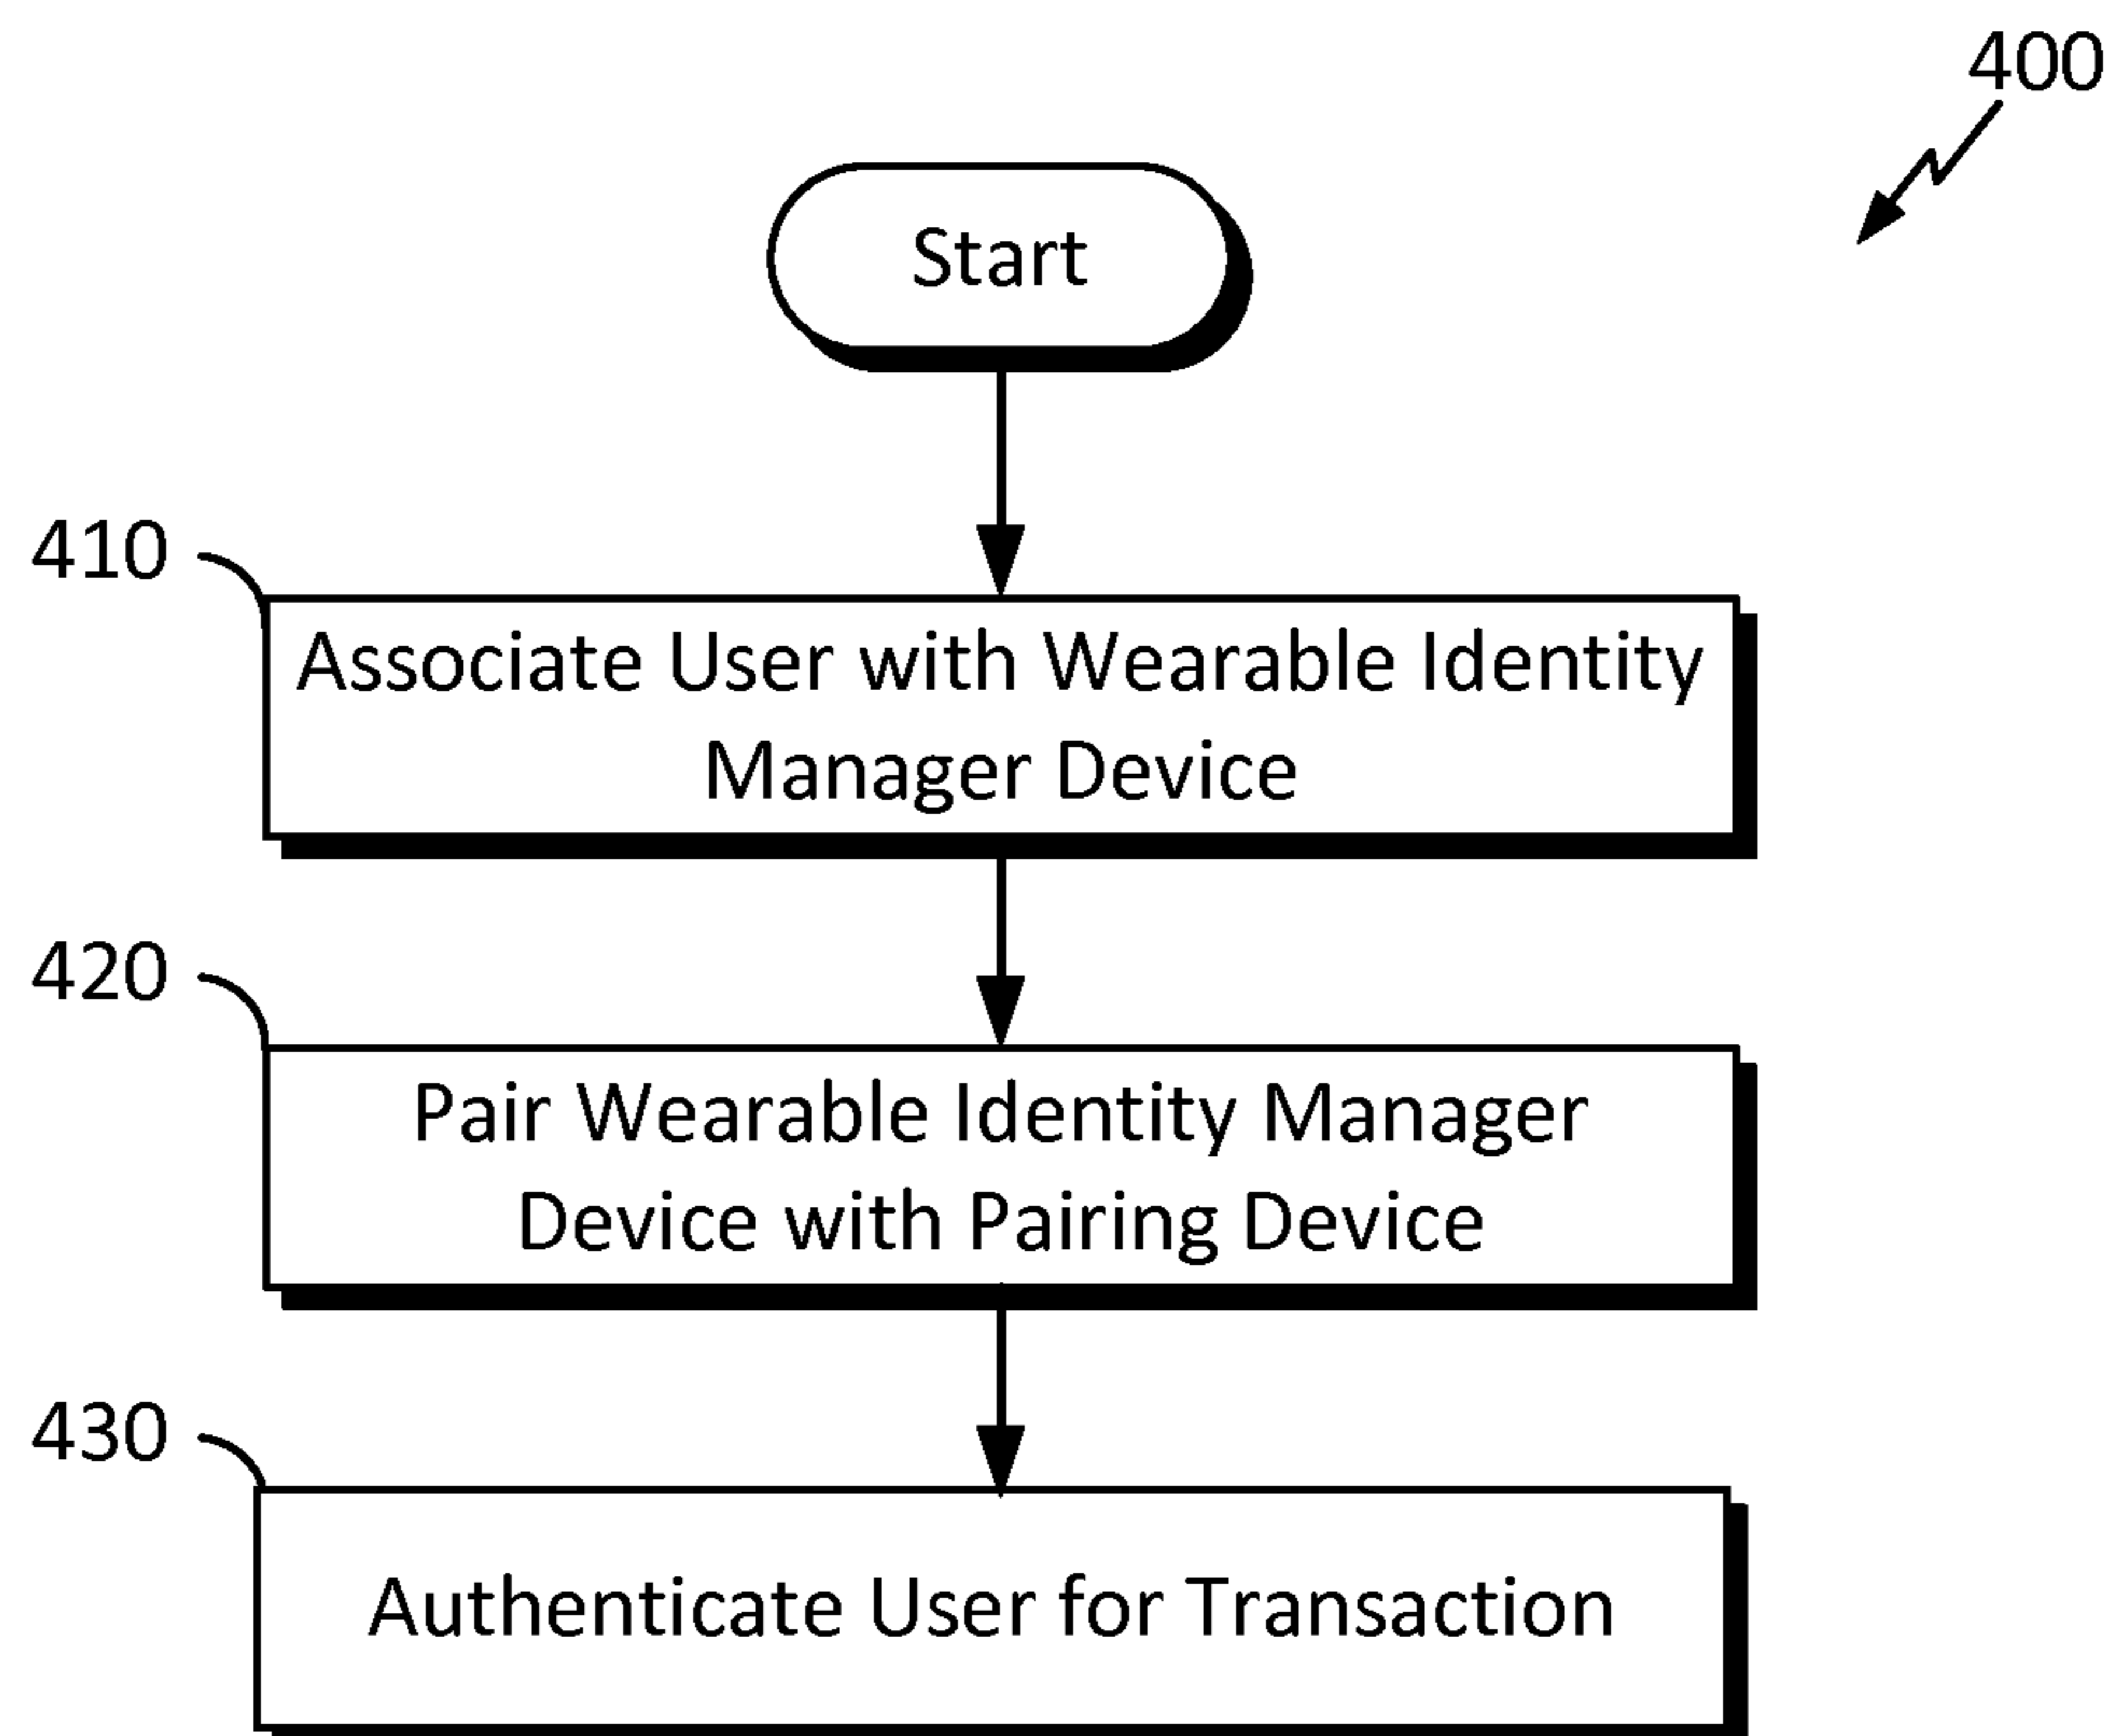 400
Start
410
Associate User with Wearable Identity
Manager Device
420
Pair Wearable Identity Manager
Device with Pairing Device
430
Authenticate User for Transaction